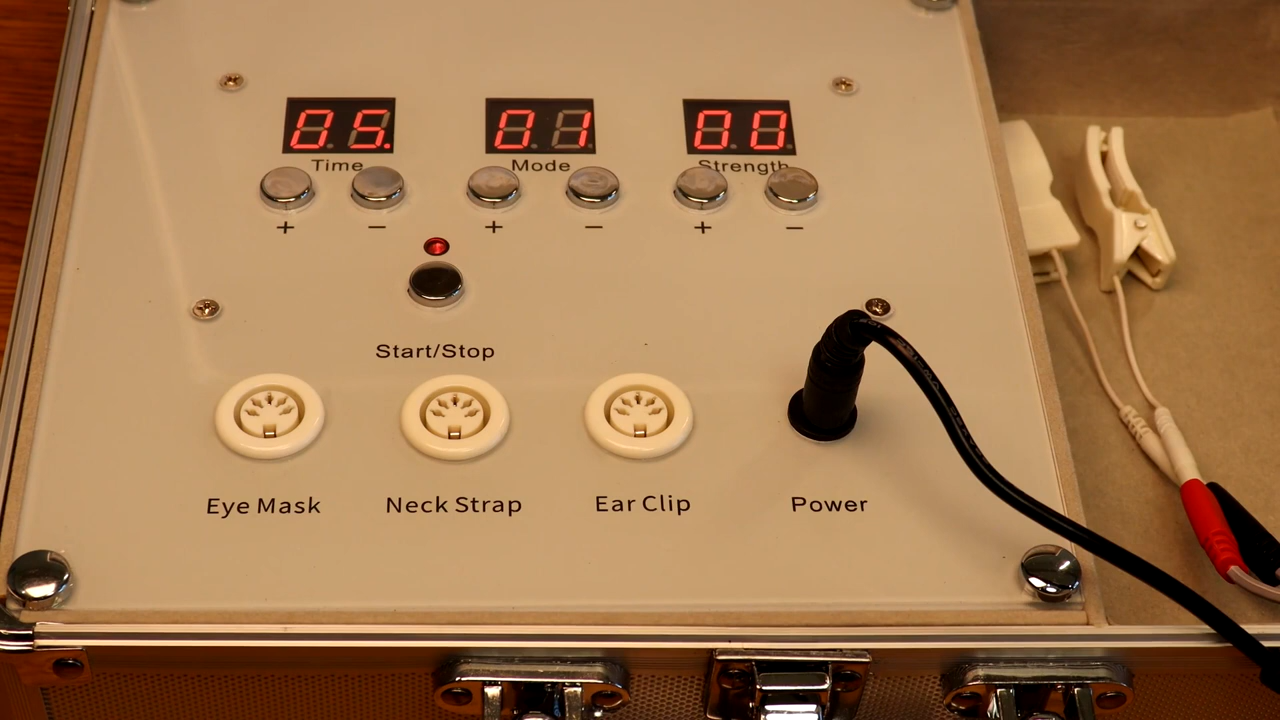 05. 01 00
Time Mode Strength
+ − + − + −
Start/Stop
Eye Mask Neck Strap Ear Clip Power